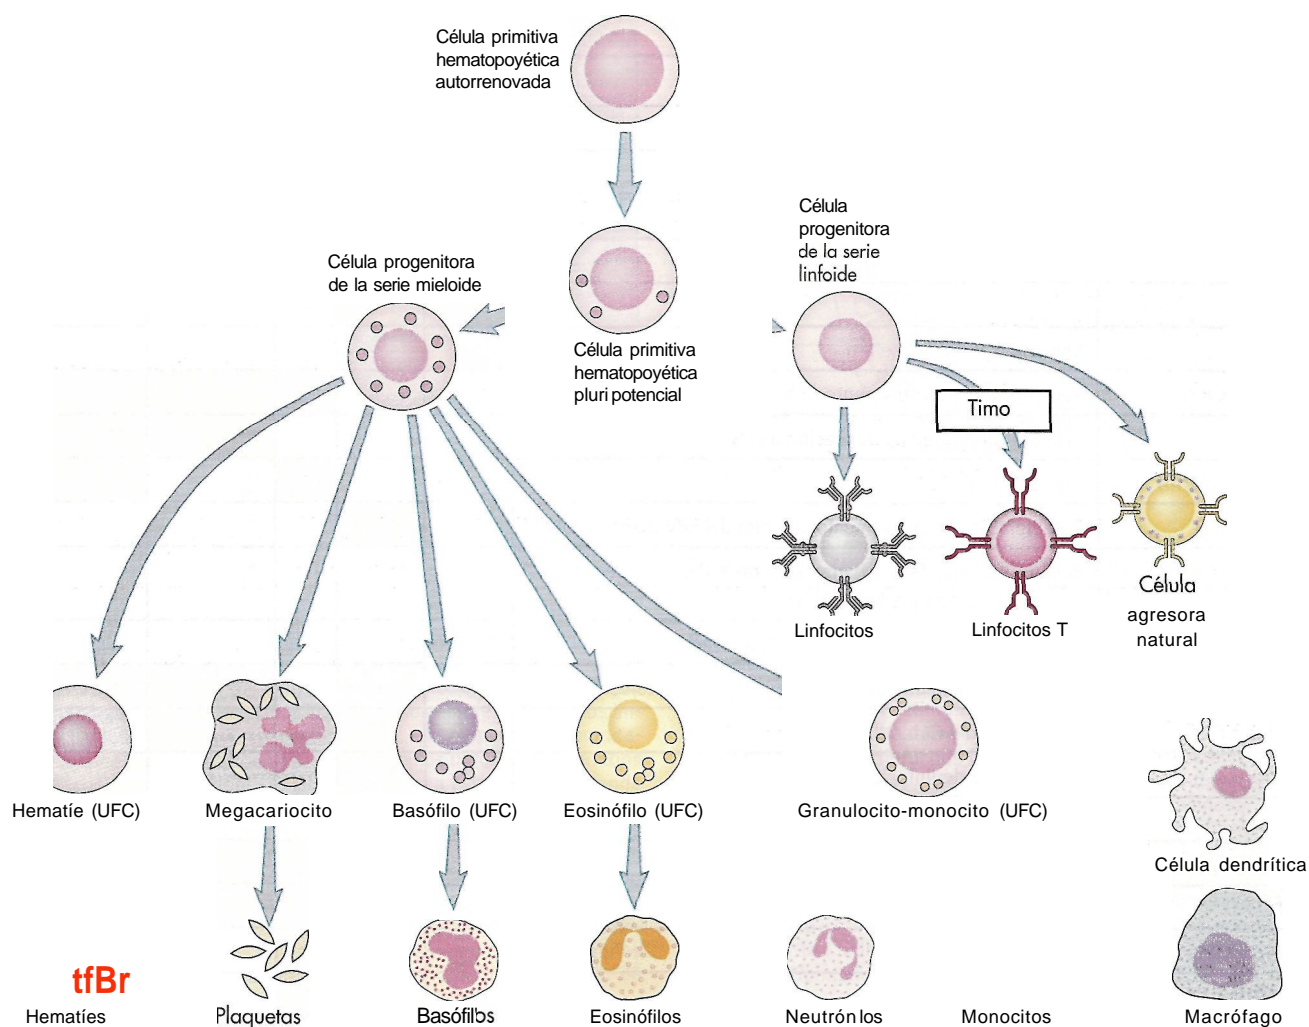 Célula primitiva
hematopoyética
autorrenovada
Célula
progenitora
de la serie
linfoide
Célula progenitora
de la serie mieloide
Célula primitiva
hematopoyética
pluri potencial
Timo
Linfocitos
Linfocitos T
Célula
agresora
natural
Hematíe (UFC)
Megacariocito
Basófilo (UFC)
Eosinófilo (UFC)
Granulocito-monocito (UFC)
Célula dendrítica
tfBr
Hematíes
Plaquetas
Basófilbs
Eosinófilos
Neutrón los
Monocitos
Macrófago